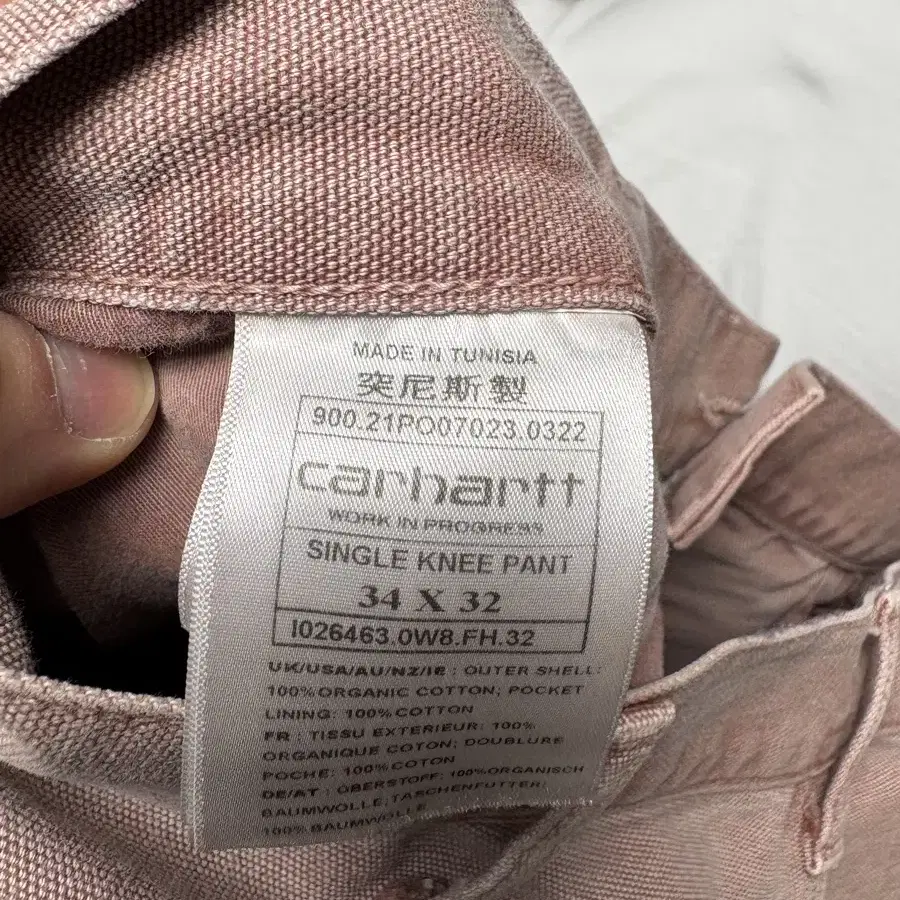 MADE IN TUNISIA
突尼斯製
900.21PO07023.0322
carhartt
WORK IN PROGRESS
SINGLE KNEE PANT
34 X 32
I026463.0W8.FH.32
UK/USA/AU/NZ/IE : OUTER SHELL:
100% ORGANIC COTTON; POCKET
LINING: 100% COTTON
FR : TISSU EXTERIEUR: 100%
ORGANIQUE COTON; DOUBLURE
POCHE: 100% COTON
DE/AT : OBERSTOFF: 100% ORGANISCH
BAUMWOLLE;TASCHENFUTTER:
100% BAUMWOLLE